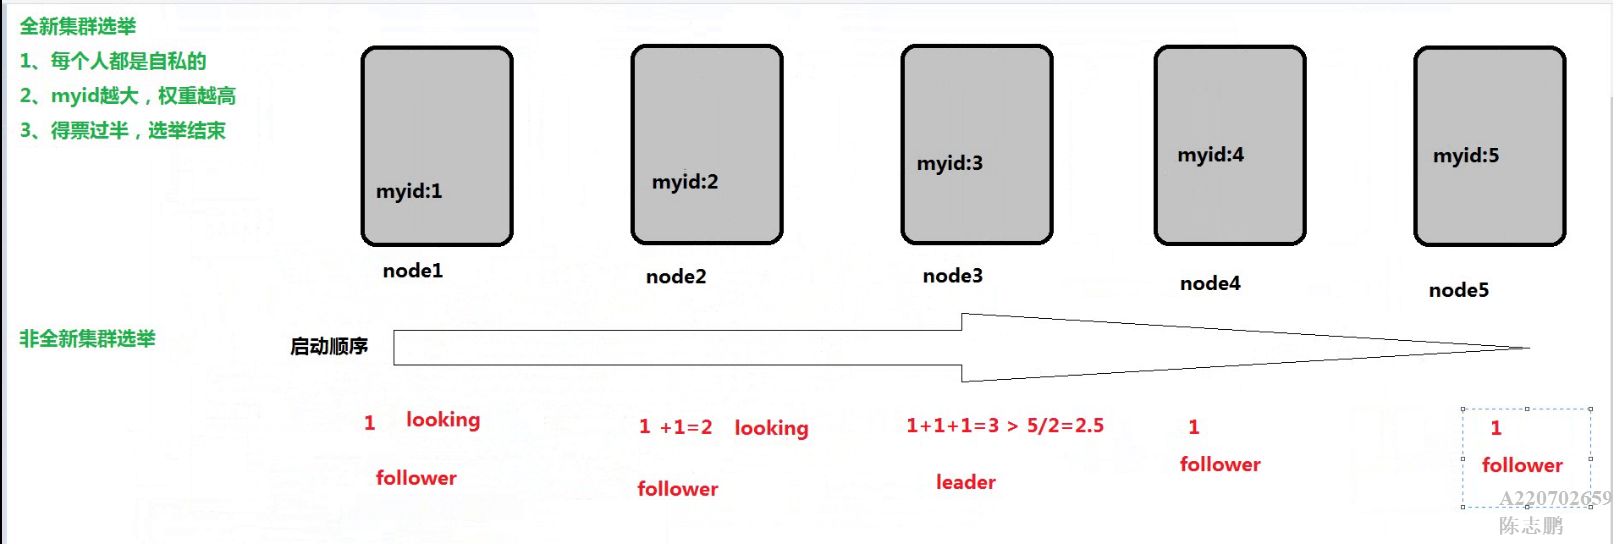 全新集群选举
1、每个人都是自私的
2、myid越大，权重越高
3、得票过半，选举结束
myid:1
myid:2
myid:3
myid:4
myid:5
node1
node2
node3
node4
node5
非全新集群选举
启动顺序
1 looking
1 +1=2 looking
1+1+1=3 > 5/2=2.5
1
1
follower
follower
leader
follower
follower
A220702659
陈志鹏